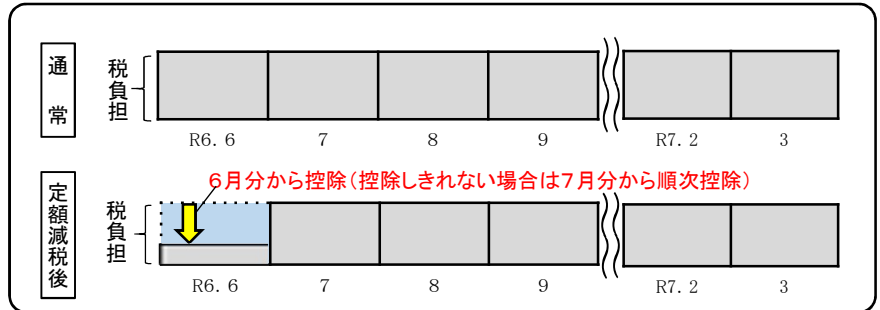 通常
税負担
R6.6 7 8 9 R7.2 3
定額減税後
6月分から控除(控除しきれない場合は7月分から順次控除)
税負担
R6.6 7 8 9 R7.2 3